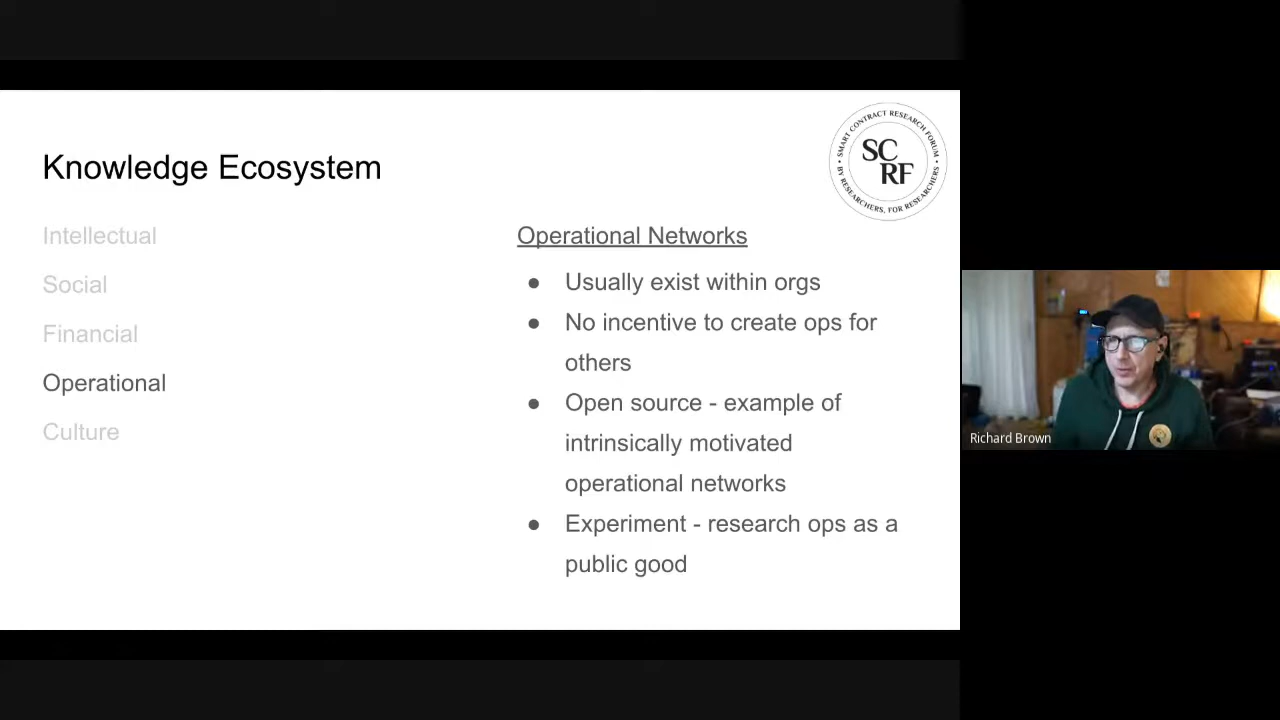 Knowledge Ecosystem
SMART CONTRACT RESEARCH FORUM
• BY RESEARCHERS, FOR RESEARCHERS •
SC
RF
Intellectual
Social
Financial
Operational
Culture
Operational Networks
● Usually exist within orgs
● No incentive to create ops for
others
● Open source - example of
intrinsically motivated
operational networks
● Experiment - research ops as a
public good
Richard Brown